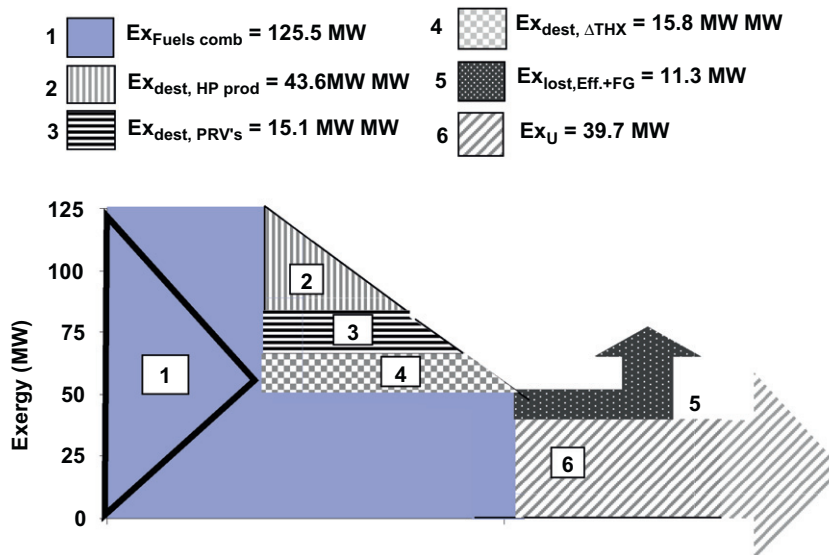 1 Ex_Fuels comb = 125.5 MW
2 Ex_dest, HP prod = 43.6MW MW
3 Ex_dest, PRV's = 15.1 MW MW
4 Ex_dest, ΔTHX = 15.8 MW MW
5 Ex_lost,Eff.+FG = 11.3 MW
6 Ex_U = 39.7 MW
Exergy (MW)
125
100
75
50
25
0
1
2
3
4
5
6